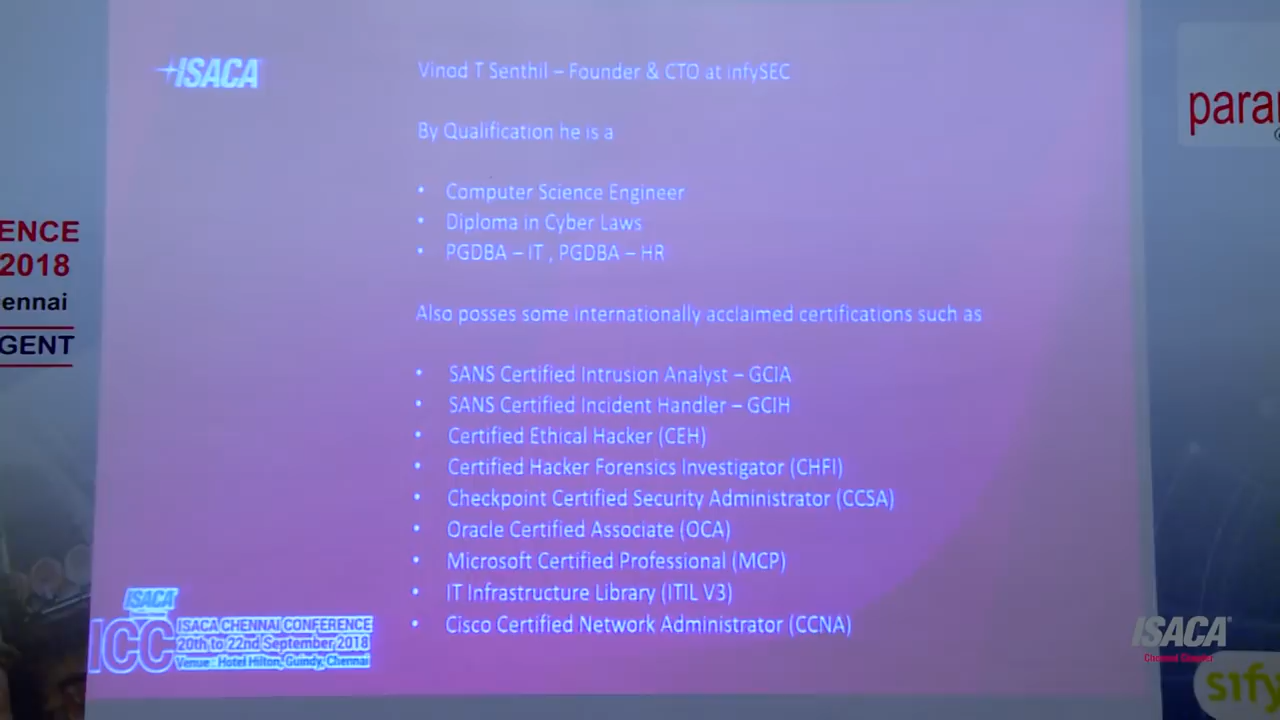 ISACA
Vinod T Senthil – Founder & CTO at infySEC
By Qualification he is a
• Computer Science Engineer
• Diploma in Cyber Laws
• PGDBA – IT , PGDBA – HR
Also posses some internationally acclaimed certifications such as
• SANS Certified Intrusion Analyst – GCIA
• SANS Certified Incident Handler – GCIH
• Certified Ethical Hacker (CEH)
• Certified Hacker Forensics Investigator (CHFI)
• Checkpoint Certified Security Administrator (CCSA)
• Oracle Certified Associate (OCA)
• Microsoft Certified Professional (MCP)
• IT Infrastructure Library (ITIL V3)
• Cisco Certified Network Administrator (CCNA)
ISACA
ICC
ISACA CHENNAI CONFERENCE
20th to 22nd September 2018
Venue : Hotel Hilton, Guindy, Chennai
ENCE
2018
ennai
GENT
para
ISACA
Chennai Chapter
sify